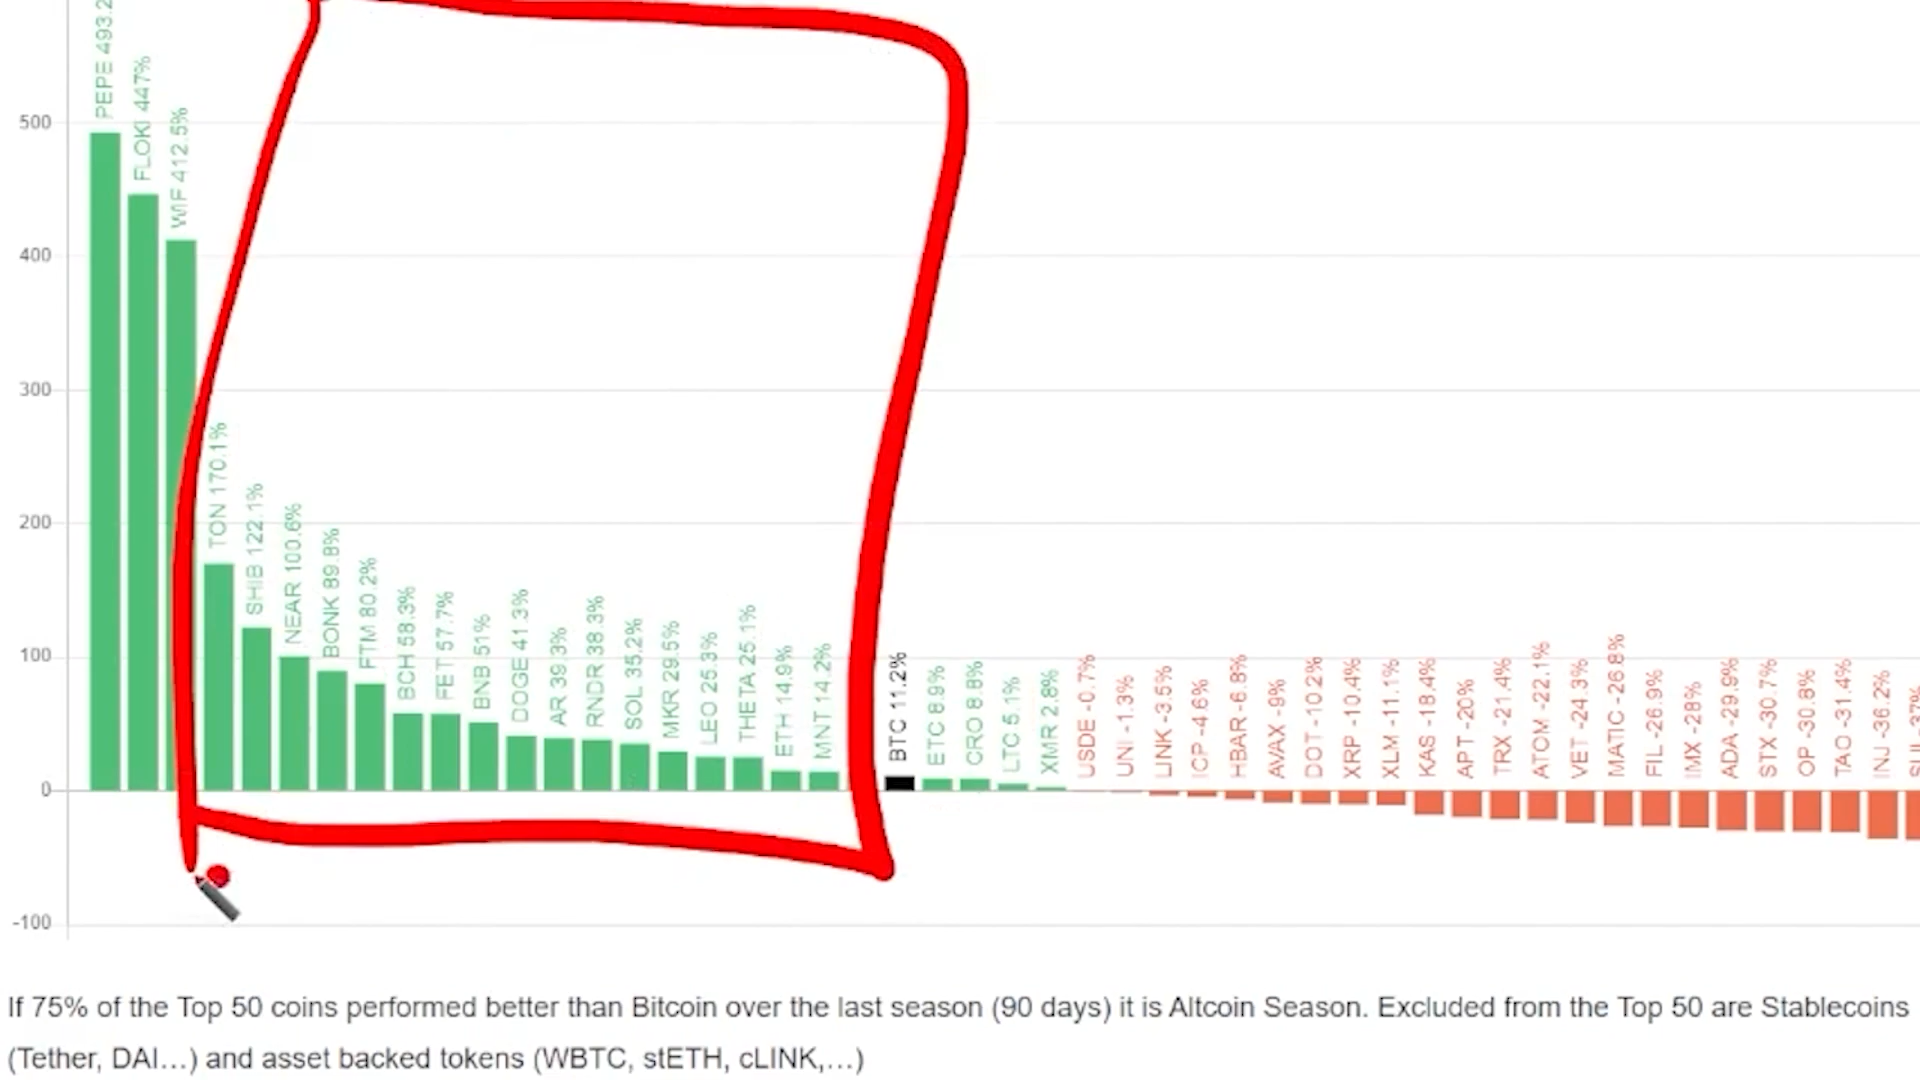 500
400
300
200
100
0
-100
PEPE 493.2
FLOKI 447%
WIF 412.5%
TON 170.1%
SHIB 122.1%
NEAR 100.6%
BONK 89.8%
FTM 80.2%
BCH 58.3%
FET 57.7%
BNB 51%
DOGE 41.3%
AR 39.3%
RNDR 38.3%
SOL 35.2%
MKR 29.5%
LEO 25.3%
THETA 25.1%
ETH 14.9%
MNT 14.2%
BTC 11.2%
ETC 8.9%
CRO 8.8%
LTC 5.1%
XMR 2.8%
USDE -0.7%
UNI -1.3%
LINK -3.5%
ICP -4.6%
HBAR -6.8%
AVAX -9%
DOT -10.2%
XRP -10.4%
XLM -11.1%
KAS -18.4%
APT -20%
TRX -21.4%
ATOM -22.1%
VET -24.3%
MATIC -26.8%
FIL -26.9%
IMX -28%
ADA -29.9%
STX -30.7%
OP -30.8%
TAO -31.4%
INJ -36.2%
SUI -37%
If 75% of the Top 50 coins performed better than Bitcoin over the last season (90 days) it is Altcoin Season. Excluded from the Top 50 are Stablecoins
(Tether, DAI…) and asset backed tokens (WBTC, stETH, cLINK,…)